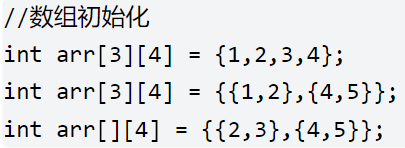 //数组初始化
int arr[3][4] = {1,2,3,4};
int arr[3][4] = {{1,2},{4,5}};
int arr[][4] = {{2,3},{4,5}};